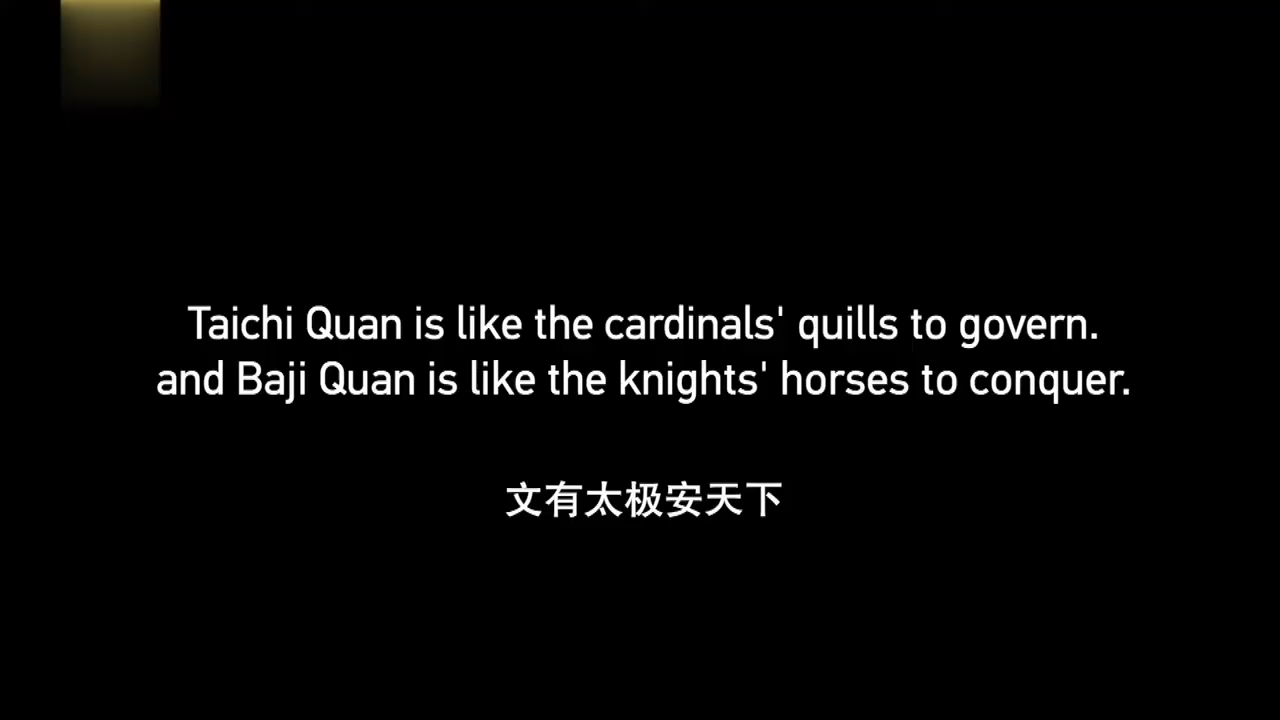 Taichi Quan is like the cardinals' quills to govern.
and Baji Quan is like the knights' horses to conquer.
文有太极安天下